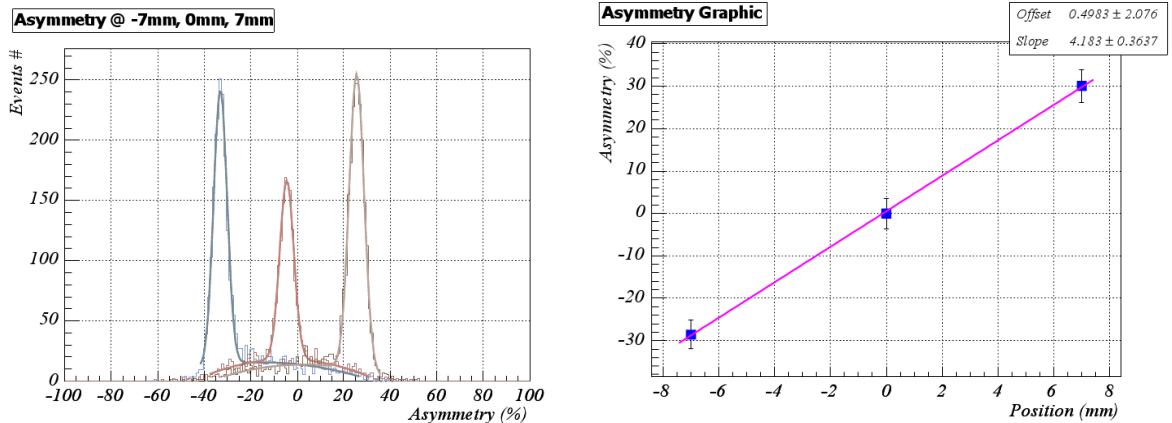 Asymmetry @ -7mm, 0mm, 7mm
Events #
250
200
150
100
50
0
-100 -80 -60 -40 -20 0 20 40 60 80 100
Asymmetry (%)
Asymmetry Graphic
Offset 0.4983 ± 2.076
Slope 4.183 ± 0.3637
Asymmetry (%)
40
30
20
10
0
-10
-20
-30
-8 -6 -4 -2 0 2 4 6 8
Position (mm)